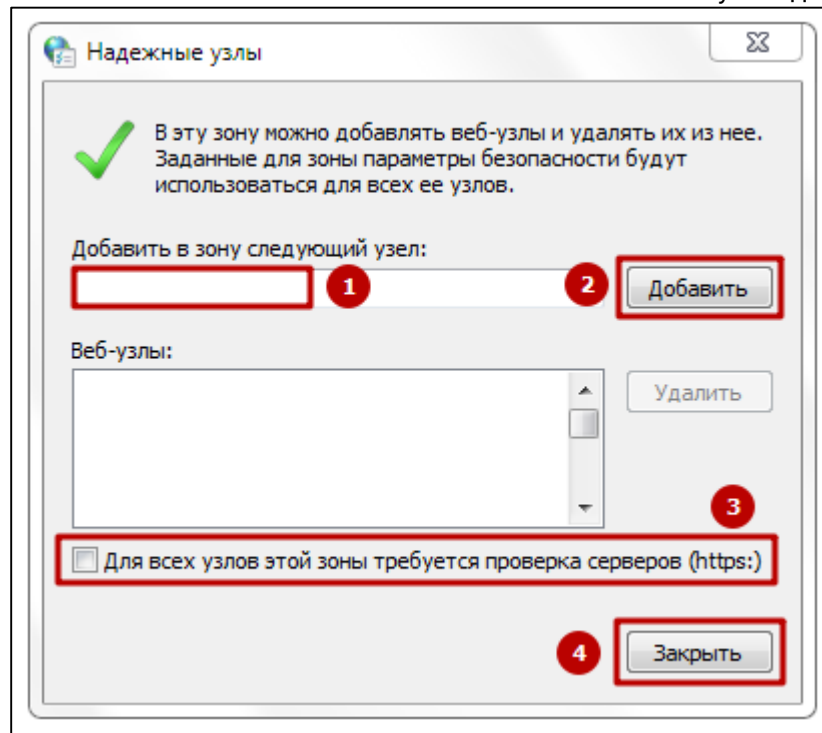 Надежные узлы
В эту зону можно добавлять веб-узлы и удалять их из нее.
Заданные для зоны параметры безопасности будут
использоваться для всех ее узлов.
Добавить в зону следующий узел:
1
2
Добавить
Веб-узлы:
Удалить
3
Для всех узлов этой зоны требуется проверка серверов (https:)
4
Закрыть